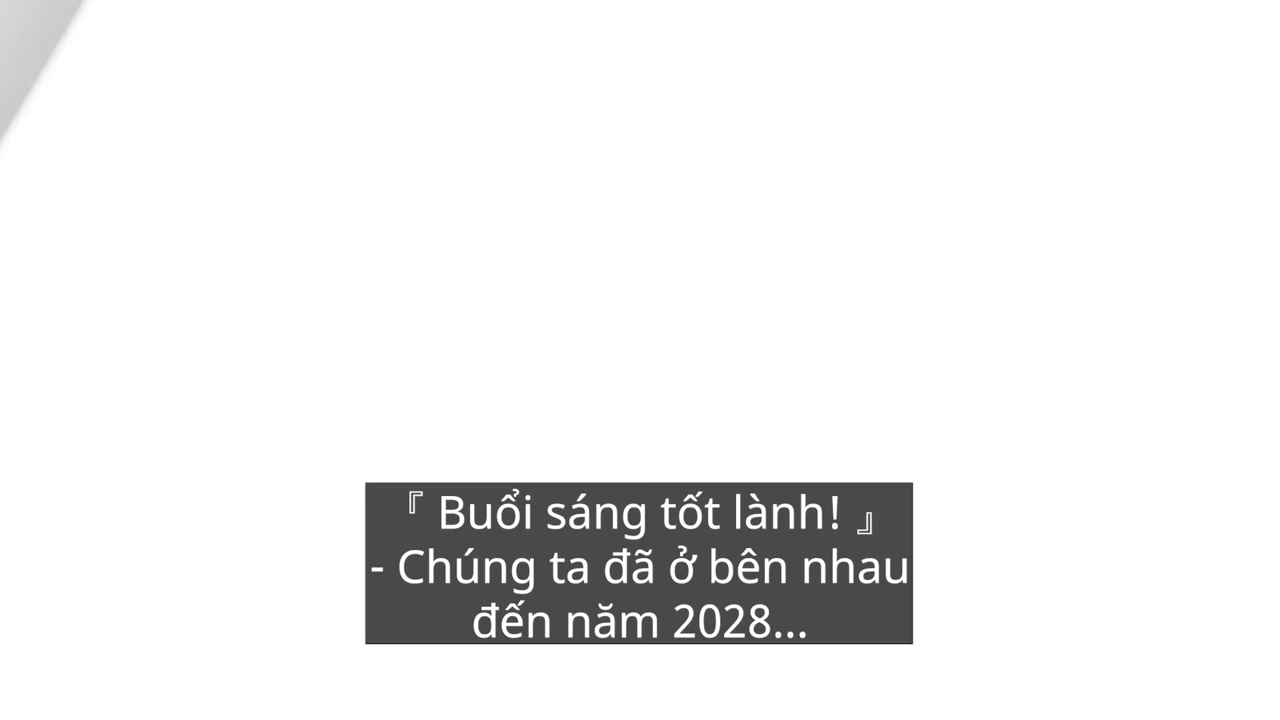 『 Buổi sáng tốt lành! 』
- Chúng ta đã ở bên nhau
đến năm 2028...